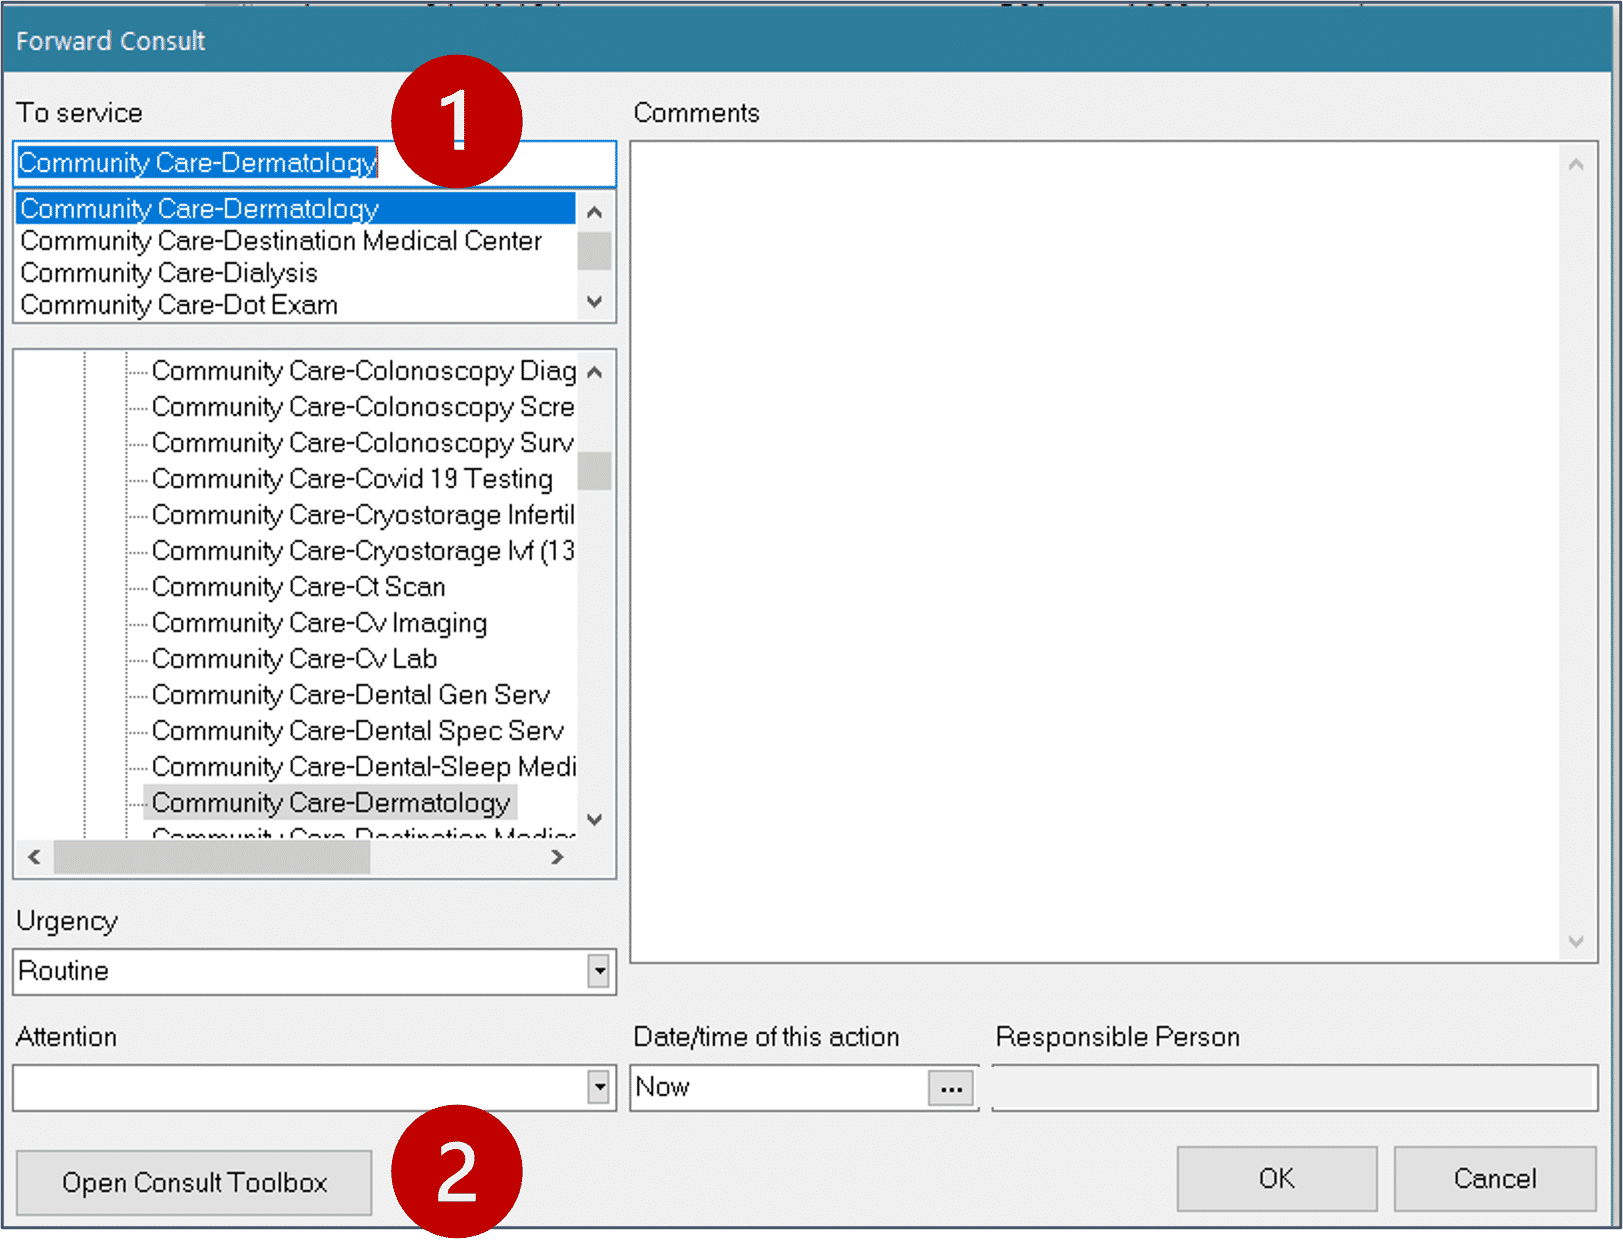 Forward Consult
1
To service
Community Care-Dermatology
Community Care-Dermatology
Community Care-Destination Medical Center
Community Care-Dialysis
Community Care-Dot Exam
Community Care-Colonoscopy Diag
Community Care-Colonoscopy Scre
Community Care-Colonoscopy Surv
Community Care-Covid 19 Testing
Community Care-Cryostorage Infertil
Community Care-Cryostorage Ivf (13
Community Care-Ct Scan
Community Care-Cv Imaging
Community Care-Cv Lab
Community Care-Dental Gen Serv
Community Care-Dental Spec Serv
Community Care-Dental-Sleep Medi
Community Care-Dermatology
Community Care-Destination Medic
Urgency
Routine
Attention
Comments
Date/time of this action
Now
...
Responsible Person
Open Consult Toolbox
2
OK
Cancel